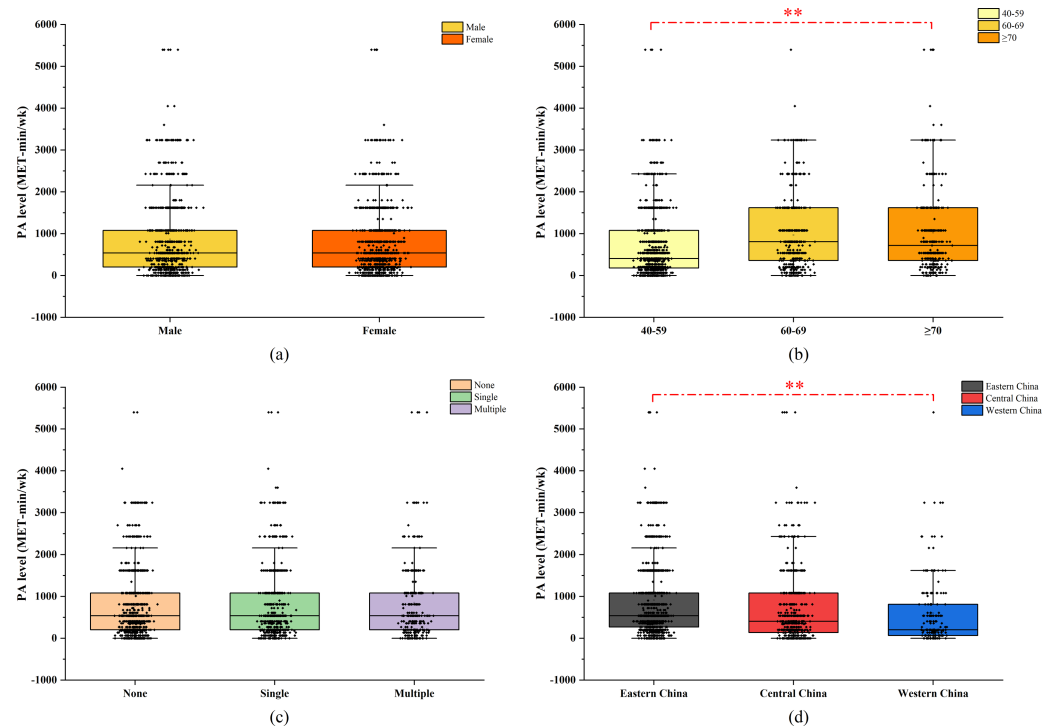 6000
5000
4000
3000
2000
1000
0
-1000
PA level (MET-min/wk)
Male
Female
Male
Female
(a)
6000
5000
4000
3000
2000
1000
0
-1000
PA level (MET-min/wk)
**
40-59
60-69
≥70
40-59
60-69
≥70
(b)
6000
5000
4000
3000
2000
1000
0
-1000
PA level (MET-min/wk)
None
Single
Multiple
None
Single
Multiple
(c)
6000
5000
4000
3000
2000
1000
0
-1000
PA level (MET-min/wk)
**
Eastern China
Central China
Western China
Eastern China
Central China
Western China
(d)